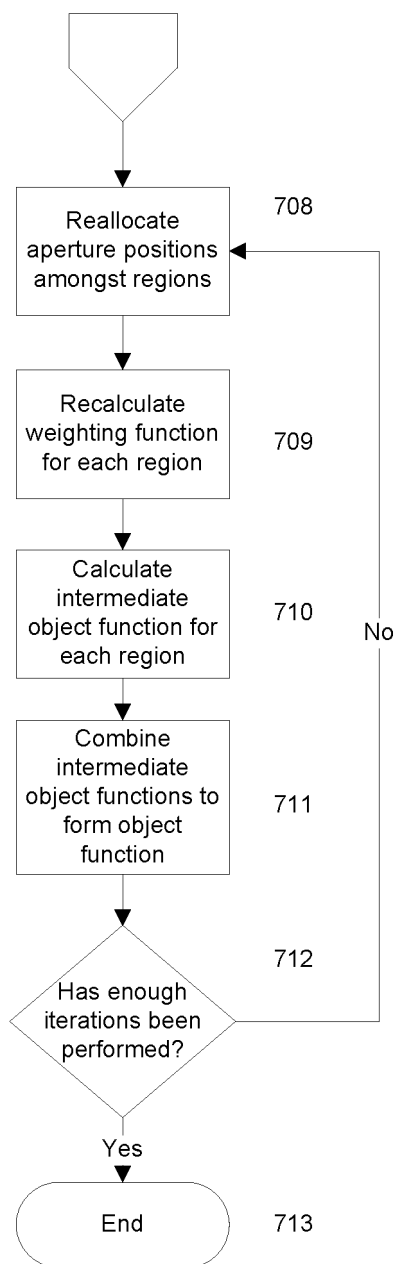 708
Reallocate
aperture positions
amongst regions
Recalculate
weighting function
for each region
709
Calculate
intermediate
object function for
each region
710
No
Combine
intermediate
object functions to
form object
function
711
712
Has enough
iterations been
performed?
Yes
End
713